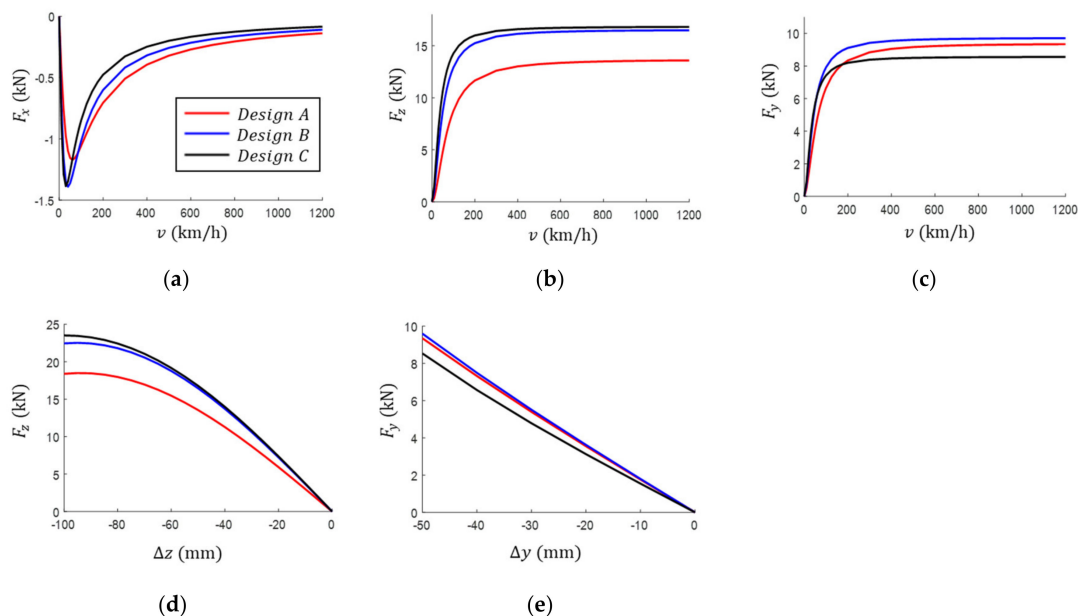 0
-0.5
-1
-1.5
F_x (kN)
Design A
Design B
Design C
0 200 400 600 800 1000 1200
v (km/h)
(a)
15
10
5
0
F_z (kN)
0 200 400 600 800 1000 1200
v (km/h)
(b)
10
8
6
4
2
0
F_y (kN)
0 200 400 600 800 1000 1200
v (km/h)
(c)
25
20
15
10
5
0
F_z (kN)
-100 -80 -60 -40 -20 0
Δz (mm)
(d)
10
8
6
4
2
0
F_y (kN)
-50 -40 -30 -20 -10 0
Δy (mm)
(e)